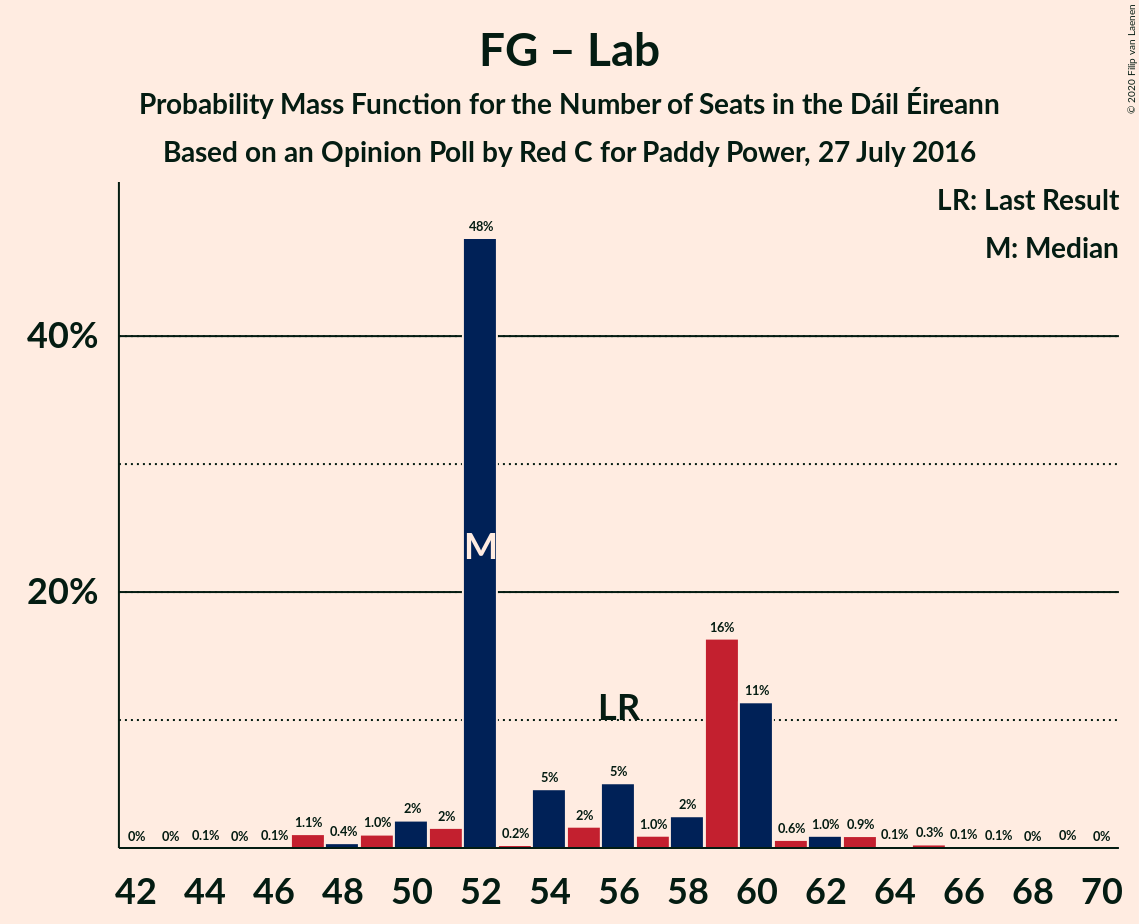 FG – Lab
Probability Mass Function for the Number of Seats in the Dáil Éireann
Based on an Opinion Poll by Red C for Paddy Power, 27 July 2016
© 2020 Filip van Laenen
LR: Last Result
M: Median
40%
20%
0% 0% 0.1% 0% 0.1% 1.1% 0.4% 1.0% 2% 2% 48% 0.2% 5% 2% 5% 1.0% 2% 16% 11% 0.6% 1.0% 0.9% 0.1% 0.3% 0.1% 0.1% 0% 0% 0%
M
LR
42 44 46 48 50 52 54 56 58 60 62 64 66 68 70